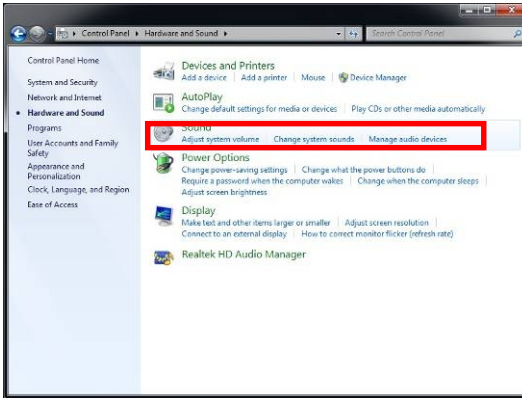 Control Panel ▸ Hardware and Sound ▸
Search Control Panel
Control Panel Home
System and Security
Network and Internet
• Hardware and Sound
Programs
User Accounts and Family
Safety
Appearance and
Personalization
Clock, Language, and Region
Ease of Access
Devices and Printers
Add a device | Add a printer | Mouse | Device Manager
AutoPlay
Change default settings for media or devices | Play CDs or other media automatically
Sound
Adjust system volume | Change system sounds | Manage audio devices
Power Options
Change power-saving settings | Change what the power buttons do |
Require a password when the computer wakes | Change when the computer sleeps |
Adjust screen brightness
Display
Make text and other items larger or smaller | Adjust screen resolution |
Connect to an external display | How to correct monitor flicker (refresh rate)
Realtek HD Audio Manager